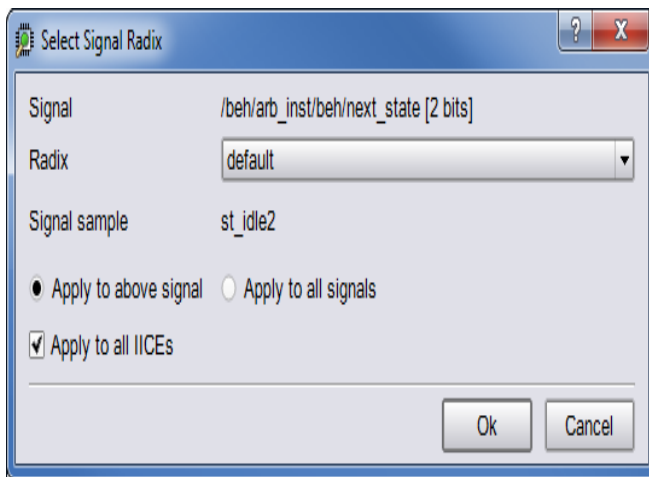 Select Signal Radix
Signal /beh/arb_inst/beh/next_state [2 bits]
Radix default
Signal sample st_idle2
Apply to above signal Apply to all signals
Apply to all IICEs
Ok Cancel